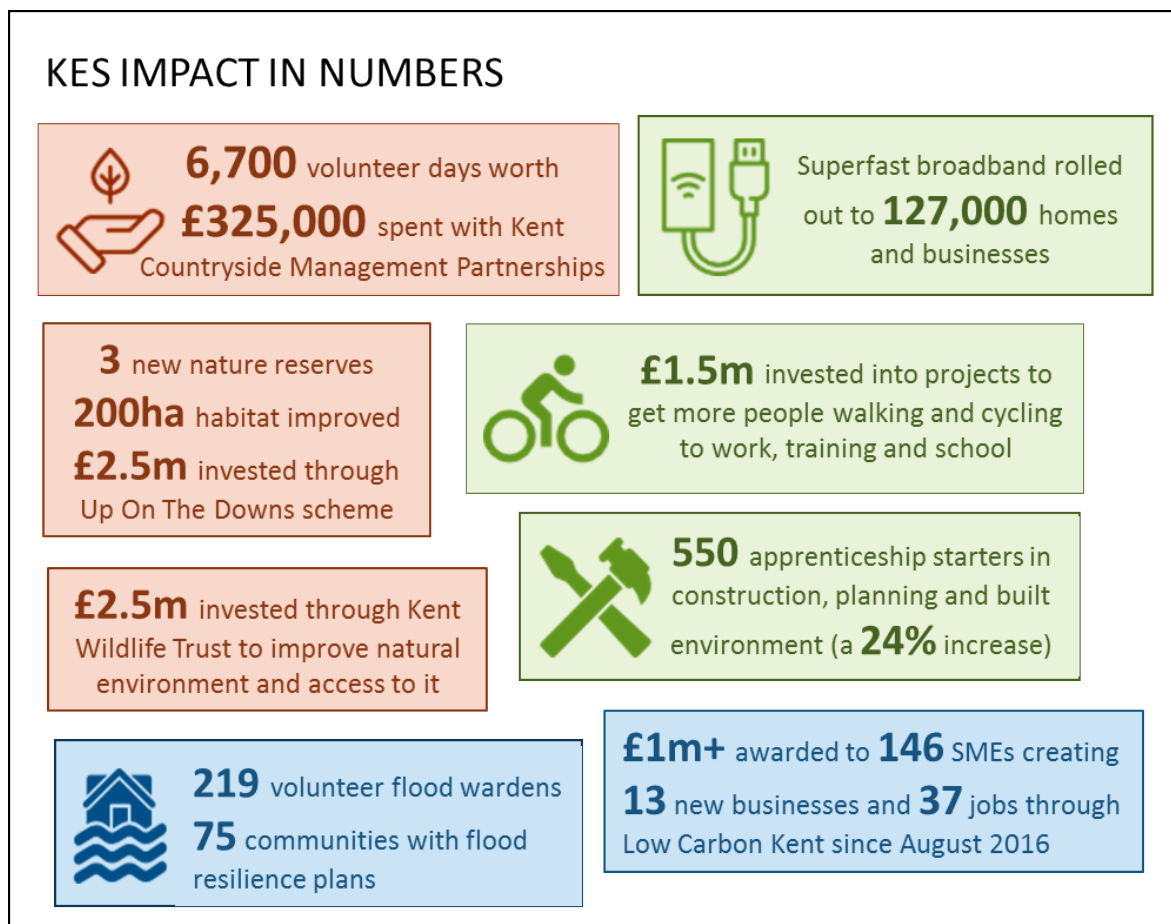 KES IMPACT IN NUMBERS
6,700 volunteer days worth
£325,000 spent with Kent
Countryside Management Partnerships
Superfast broadband rolled
out to 127,000 homes
and businesses
3 new nature reserves
200ha habitat improved
£2.5m invested through
Up On The Downs scheme
£1.5m invested into projects to
get more people walking and cycling
to work, training and school
£2.5m invested through Kent
Wildlife Trust to improve natural
environment and access to it
550 apprenticeship starters in
construction, planning and built
environment (a 24% increase)
219 volunteer flood wardens
75 communities with flood
resilience plans
£1m+ awarded to 146 SMEs creating
13 new businesses and 37 jobs through
Low Carbon Kent since August 2016